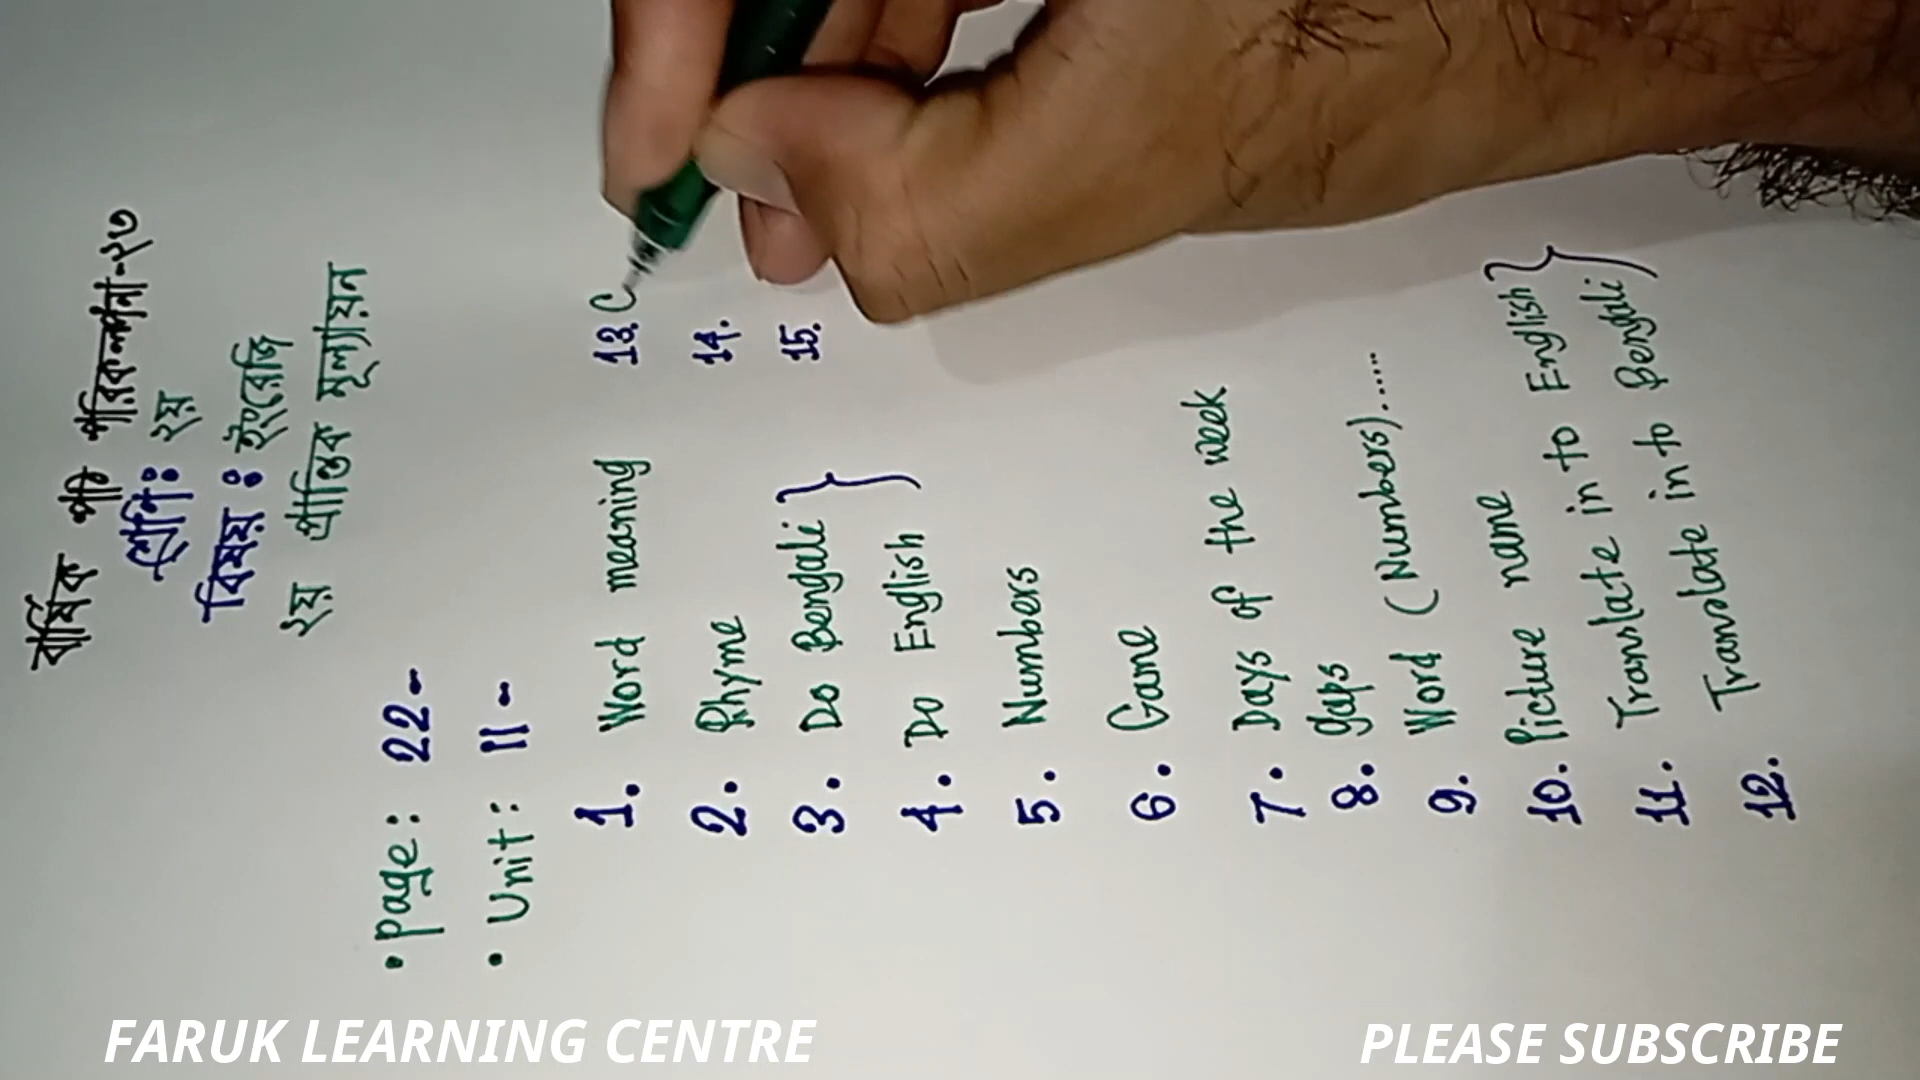 বার্ষিক পাঠ পরিকল্পনা-২৩
শ্রেণি: ২য়
বিষয়: ইংরেজি
২য় প্রান্তিক মূল্যায়ন
• Page: 22-
• Unit: 11-
1. Word meaning
2. Rhyme
3. Do Bengali }
4. Do English
5. Numbers
6. Game
7. Days of the week
8. gaps
9. Word (Numbers)......
10. Picture name
11. Translate in to English }
12. Translate in to Bengali
13. C
14.
15.
FARUK LEARNING CENTRE
PLEASE SUBSCRIBE